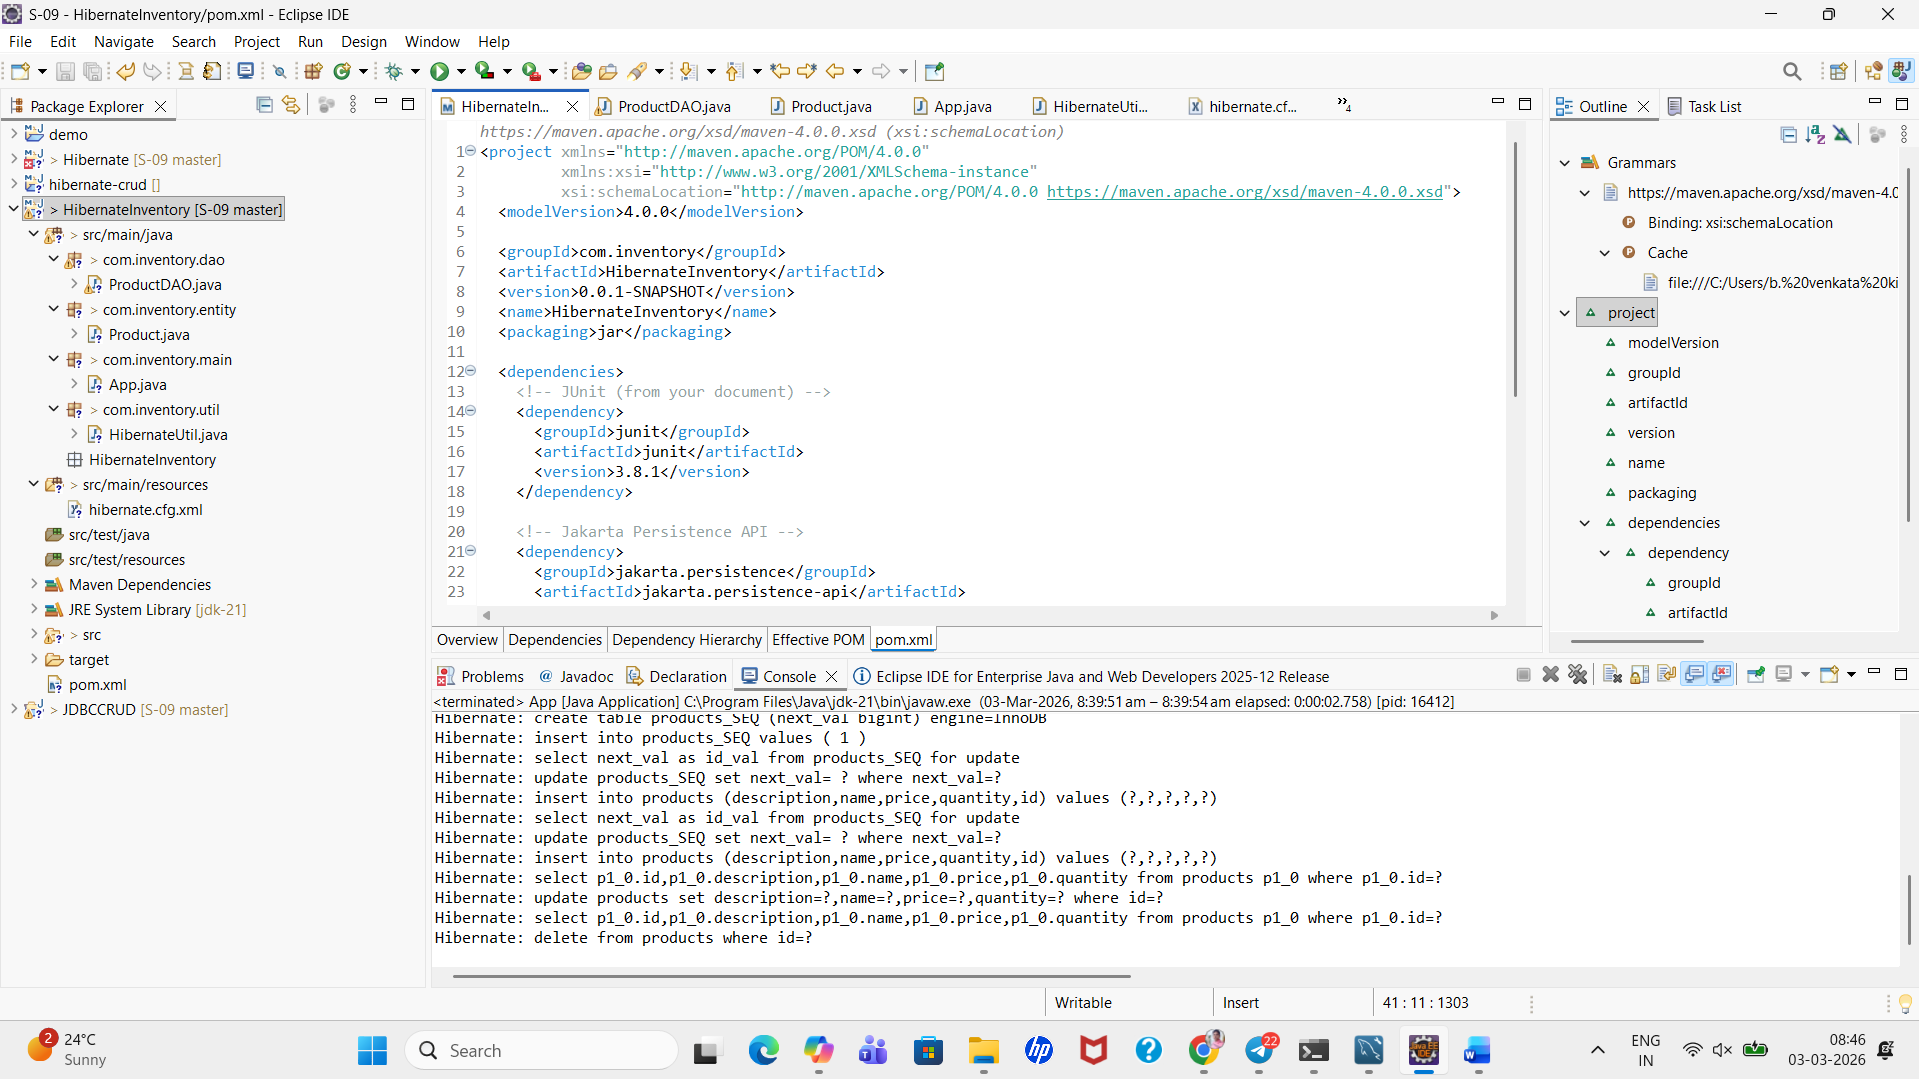 S-09 - HibernateInventory/pom.xml - Eclipse IDE
File Edit Navigate Search Project Run Design Window Help
Package Explorer
demo
> Hibernate [S-09 master]
hibernate-crud []
> HibernateInventory [S-09 master]
> src/main/java
> com.inventory.dao
ProductDAO.java
> com.inventory.entity
Product.java
> com.inventory.main
App.java
> com.inventory.util
HibernateUtil.java
HibernateInventory
> src/main/resources
hibernate.cfg.xml
src/test/java
src/test/resources
Maven Dependencies
JRE System Library [jdk-21]
> src
target
pom.xml
> JDBCCRUD [S-09 master]
HibernateIn... ProductDAO.java Product.java App.java HibernateUti... hibernate.cf... »4
https://maven.apache.org/xsd/maven-4.0.0.xsd (xsi:schemaLocation)
1 <project xmlns="http://maven.apache.org/POM/4.0.0"
2 xmlns:xsi="http://www.w3.org/2001/XMLSchema-instance"
3 xsi:schemaLocation="http://maven.apache.org/POM/4.0.0 https://maven.apache.org/xsd/maven-4.0.0.xsd">
4 <modelVersion>4.0.0</modelVersion>
5
6 <groupId>com.inventory</groupId>
7 <artifactId>HibernateInventory</artifactId>
8 <version>0.0.1-SNAPSHOT</version>
9 <name>HibernateInventory</name>
10 <packaging>jar</packaging>
11
12 <dependencies>
13 <!-- JUnit (from your document) -->
14 <dependency>
15 <groupId>junit</groupId>
16 <artifactId>junit</artifactId>
17 <version>3.8.1</version>
18 </dependency>
19
20 <!-- Jakarta Persistence API -->
21 <dependency>
22 <groupId>jakarta.persistence</groupId>
23 <artifactId>jakarta.persistence-api</artifactId>
Overview Dependencies Dependency Hierarchy Effective POM pom.xml
Outline Task List
Grammars
https://maven.apache.org/xsd/maven-4.0
Binding: xsi:schemaLocation
Cache
file:///C:/Users/b.%20venkata%20ki
project
modelVersion
groupId
artifactId
version
name
packaging
dependencies
dependency
groupId
artifactId
Problems Javadoc Declaration Console Eclipse IDE for Enterprise Java and Web Developers 2025-12 Release
<terminated> App [Java Application] C:\Program Files\Java\jdk-21\bin\javaw.exe (03-Mar-2026, 8:39:51 am – 8:39:54 am elapsed: 0:00:02.758) [pid: 16412]
Hibernate: create table products_SEQ (next_val bigint) engine=InnoDB
Hibernate: insert into products_SEQ values ( 1 )
Hibernate: select next_val as id_val from products_SEQ for update
Hibernate: update products_SEQ set next_val= ? where next_val=?
Hibernate: insert into products (description,name,price,quantity,id) values (?,?,?,?,?)
Hibernate: select next_val as id_val from products_SEQ for update
Hibernate: update products_SEQ set next_val= ? where next_val=?
Hibernate: insert into products (description,name,price,quantity,id) values (?,?,?,?,?)
Hibernate: select p1_0.id,p1_0.description,p1_0.name,p1_0.price,p1_0.quantity from products p1_0 where p1_0.id=?
Hibernate: update products set description=?,name=?,price=?,quantity=? where id=?
Hibernate: select p1_0.id,p1_0.description,p1_0.name,p1_0.price,p1_0.quantity from products p1_0 where p1_0.id=?
Hibernate: delete from products where id=?
Writable Insert 41 : 11 : 1303
2
24°C
Sunny
Search
22
ENG
IN
08:46
03-03-2026